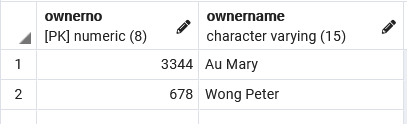 ownerno ownername
[PK] numeric (8) character varying (15)
1 3344 Au Mary
2 678 Wong Peter